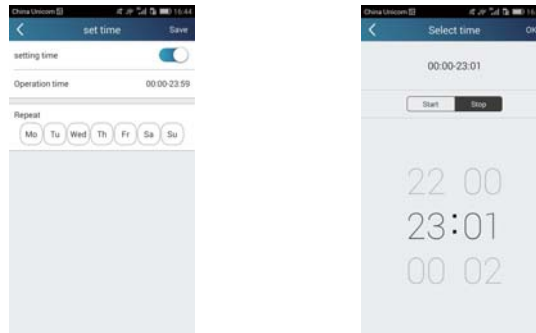 China Unicom 16:44
set time Save
setting time
Operation time 00:00-23:59
Repeat
Mo Tu Wed Th Fr Sa Su
China Unicom
Select time OK
00:00-23:01
Start Stop
22 00
23:01
00 02